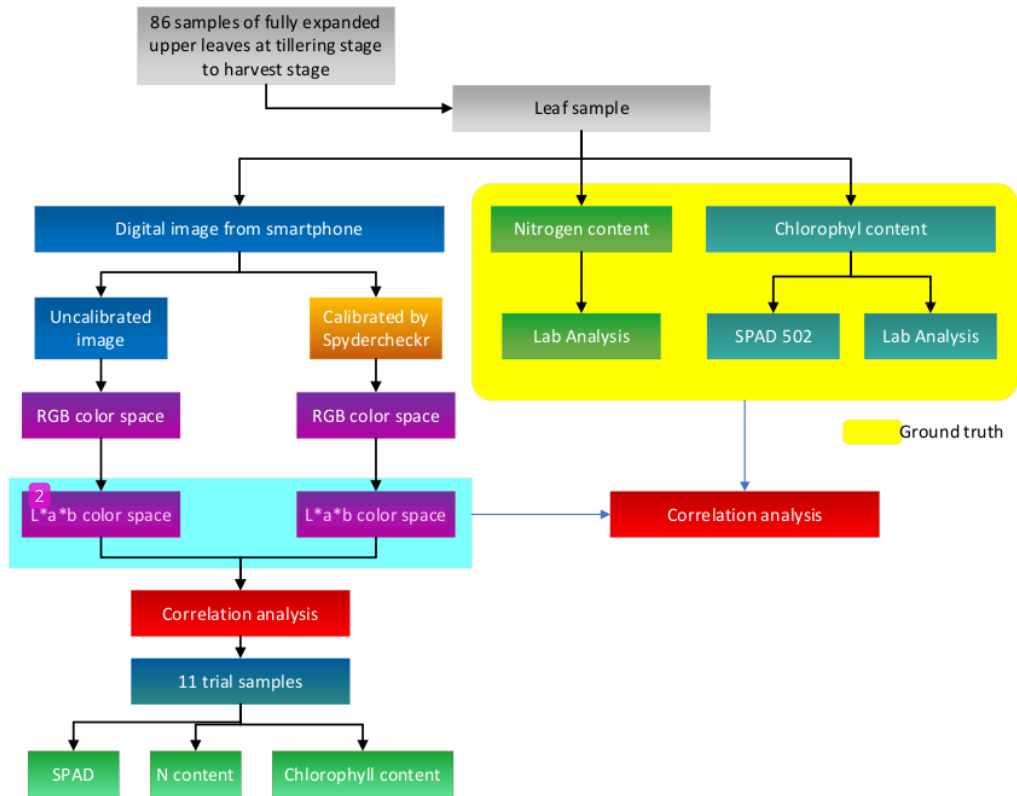 86 samples of fully expanded
upper leaves at tillering stage
to harvest stage
Leaf sample
Digital image from smartphone
Nitrogen content
Chlorophyl content
Uncalibrated
image
Calibrated by
Spydercheckr
Lab Analysis
SPAD 502
Lab Analysis
RGB color space
RGB color space
Ground truth
2
L*a*b color space
L*a*b color space
Correlation analysis
Correlation analysis
11 trial samples
SPAD
N content
Chlorophyll content